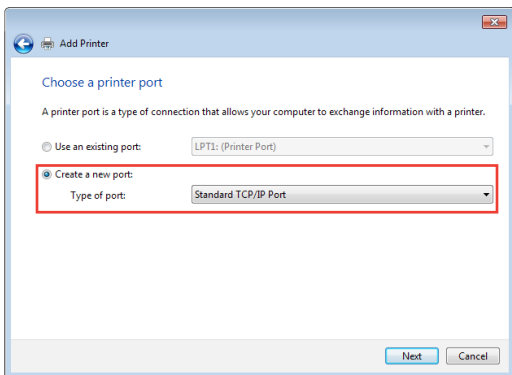 Add Printer
Choose a printer port
A printer port is a type of connection that allows your computer to exchange information with a printer.
Use an existing port: LPT1: (Printer Port)
Create a new port:
Type of port: Standard TCP/IP Port
Next Cancel